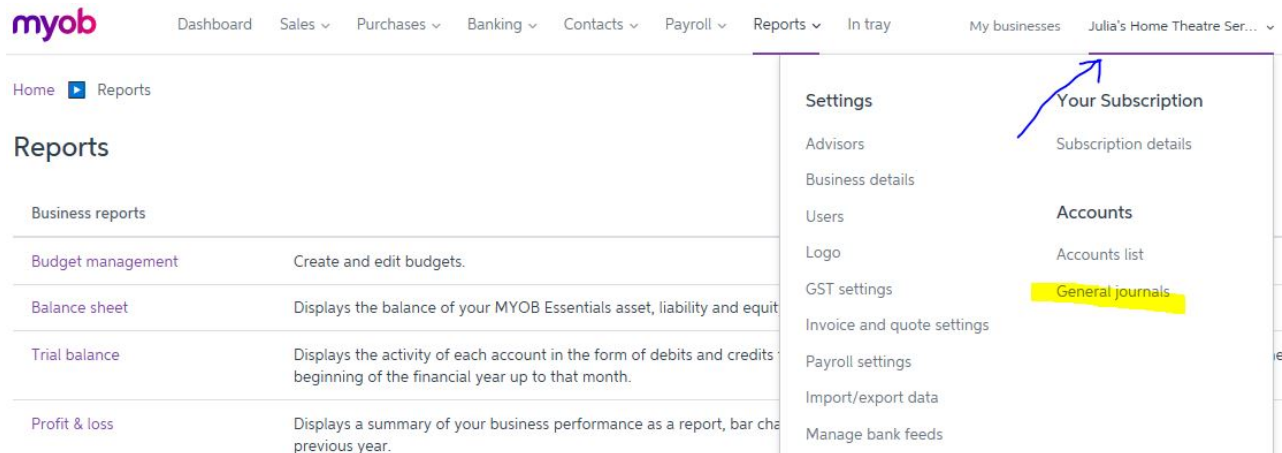 myob Dashboard Sales Purchases Banking Contacts Payroll Reports In tray My businesses Julia's Home Theatre Ser...
Home Reports
Reports
Business reports
Budget management Create and edit budgets.
Balance sheet Displays the balance of your MYOB Essentials asset, liability and equit
Trial balance Displays the activity of each account in the form of debits and credits
beginning of the financial year up to that month.
Profit & loss Displays a summary of your business performance as a report, bar cha
previous year.
Settings
Advisors
Business details
Users
Logo
GST settings
Invoice and quote settings
Payroll settings
Import/export data
Manage bank feeds
Your Subscription
Subscription details
Accounts
Accounts list
General journals